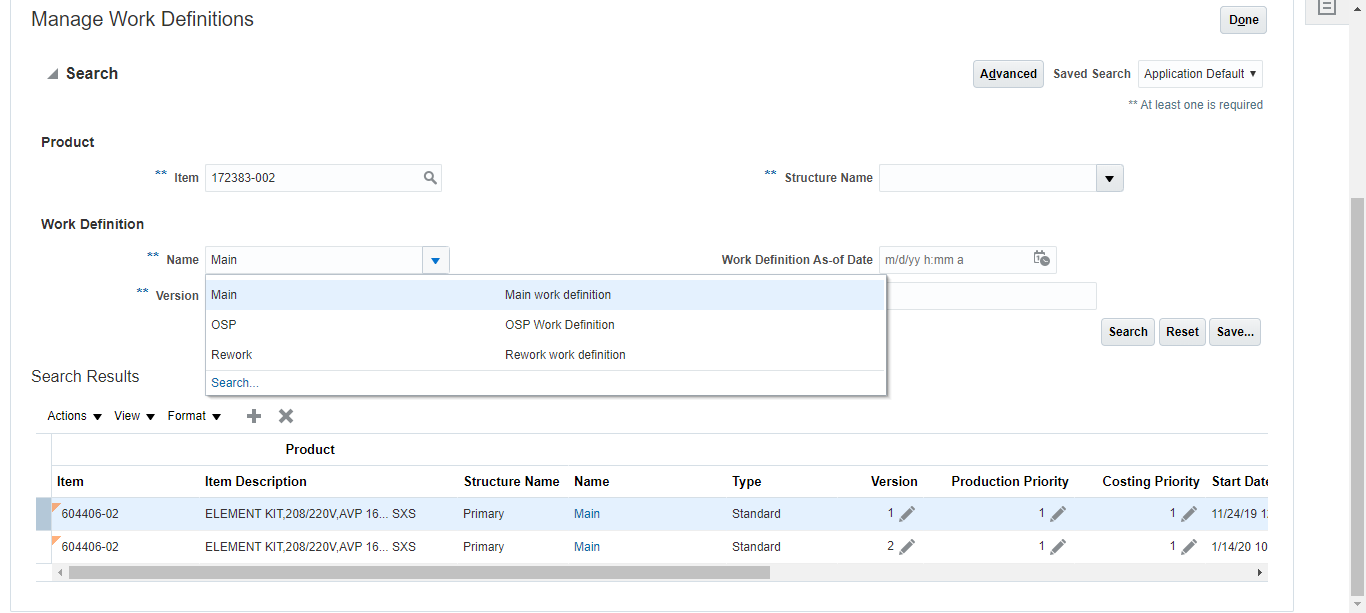 Manage Work Definitions
Done
Search
Advanced Saved Search Application Default
** At least one is required
Product
** Item 172383-002
** Structure Name
Work Definition
** Name Main
Work Definition As-of Date m/d/yy h:mm a
** Version
Main Main work definition
OSP OSP Work Definition
Rework Rework work definition
Search...
Search Reset Save...
Search Results
Actions View Format
Product
Item Item Description Structure Name Name Type Version Production Priority Costing Priority Start Date
604406-02 ELEMENT KIT,208/220V,AVP 16... SXS Primary Main Standard 1 1 1 11/24/19
604406-02 ELEMENT KIT,208/220V,AVP 16... SXS Primary Main Standard 2 1 1 1/14/20 10